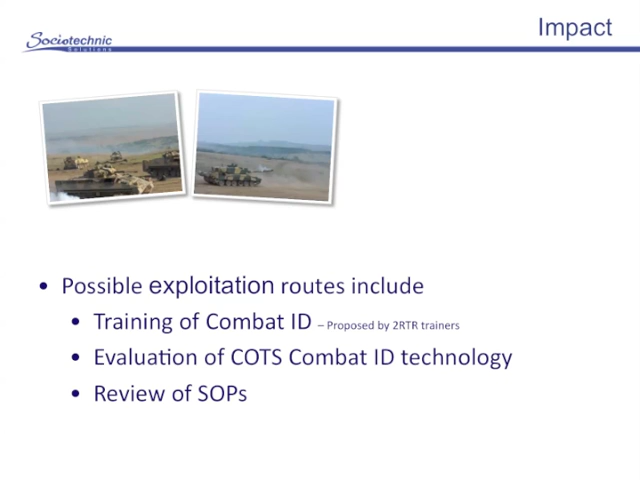 Impact
Sociotechnic
Solutions
• Possible exploitation routes include
• Training of Combat ID – Proposed by 2RTR trainers
• Evaluation of COTS Combat ID technology
• Review of SOPs